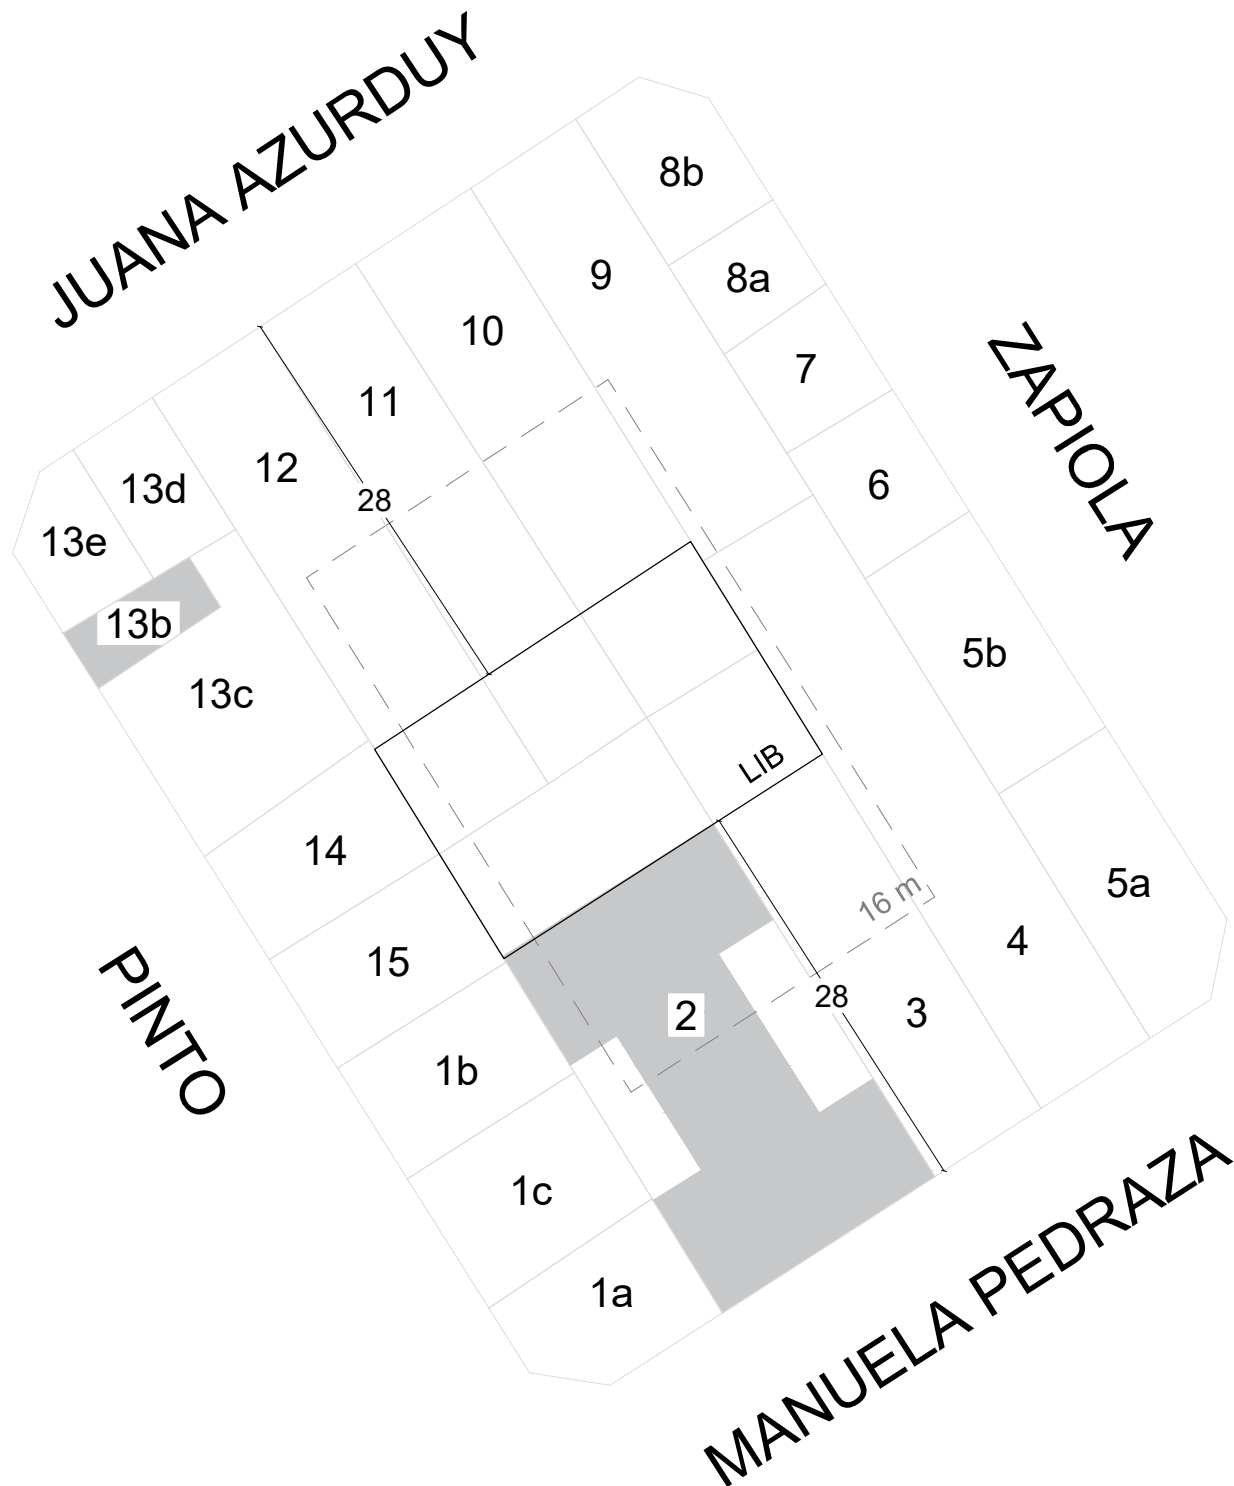 JUANA AZURDUY
8b
8a
9
10
7
ZAPIOLA
11
12
13d
6
28
13e
13b
5b
13c
LIB
14
5a
16 m
4
15
PINTO
28
2
3
1b
1c
1a
MANUELA PEDRAZA